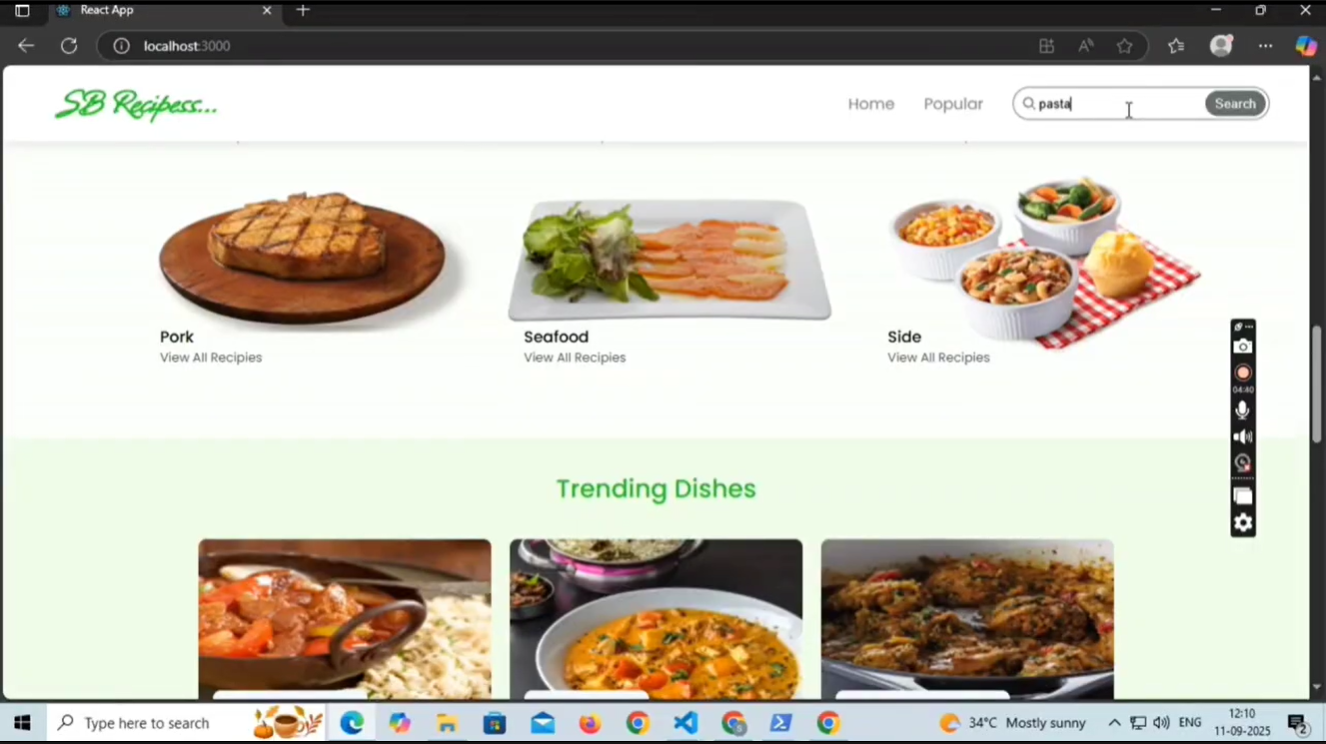 React App
localhost:3000
SB Recipess...
Home Popular pasta Search
Pork Seafood Side
View All Recipies View All Recipies View All Recipies
04:40
Trending Dishes
Type here to search 34°C Mostly sunny ENG 12:10
11-09-2025 2